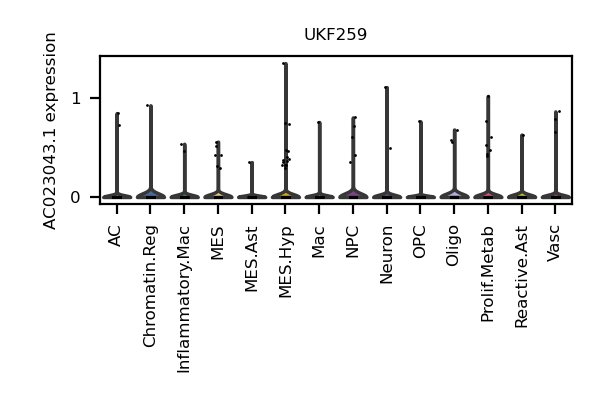 UKF259
AC023043.1 expression
1
0
AC
Chromatin.Reg
Inflammatory.Mac
MES
MES.Ast
MES.Hyp
Mac
NPC
Neuron
OPC
Oligo
Prolif.Metab
Reactive.Ast
Vasc